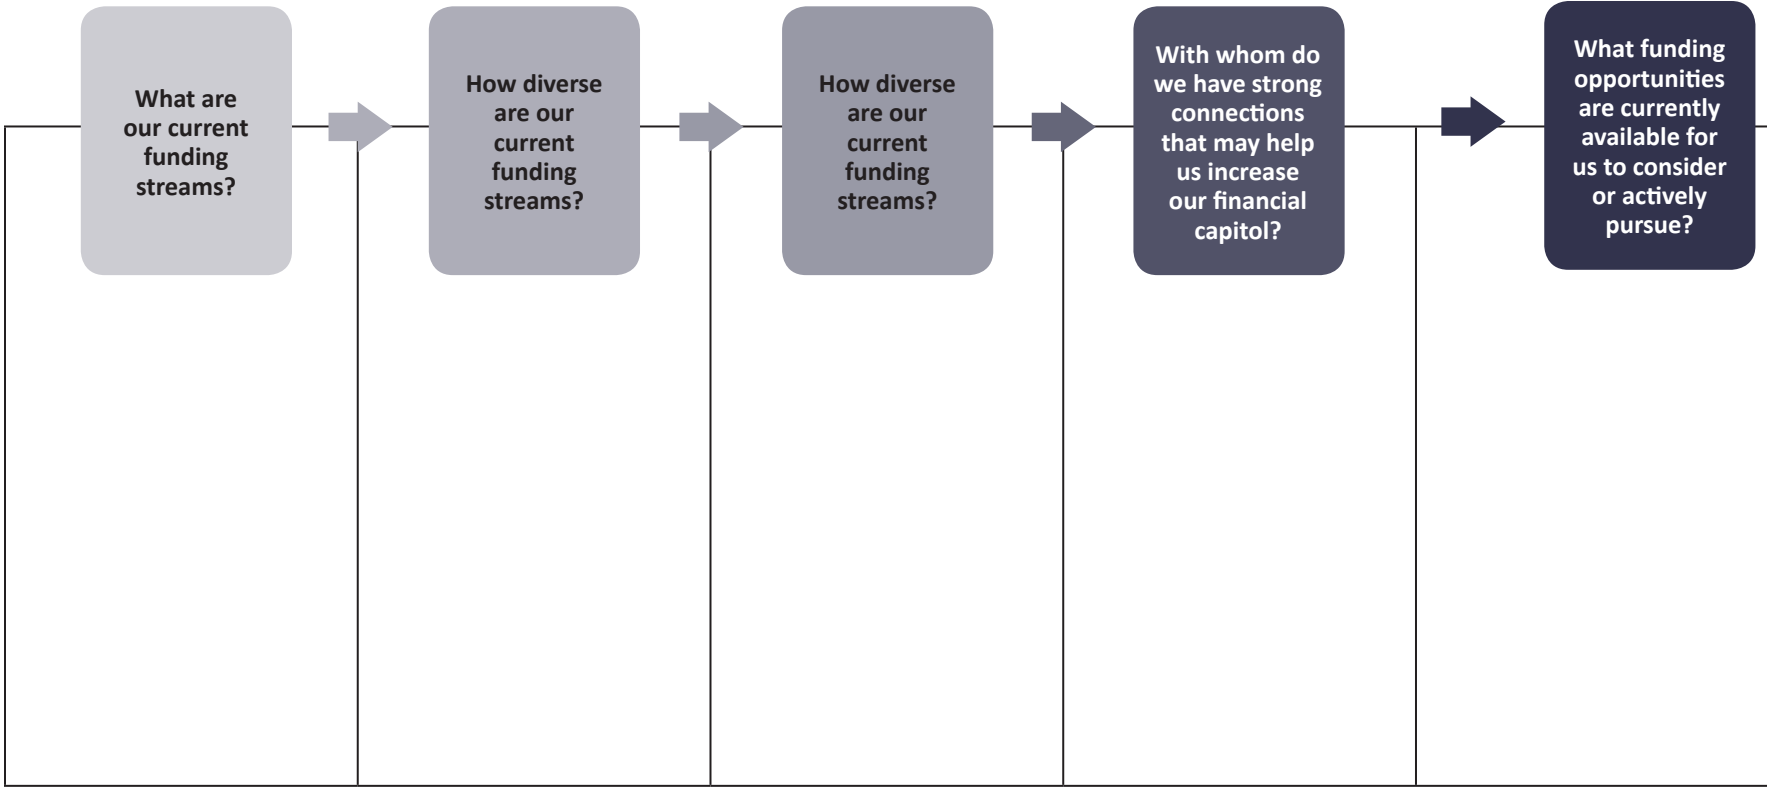 What are
our current
funding
streams?
How diverse
are our
current
funding
streams?
How diverse
are our
current
funding
streams?
With whom do
we have strong
connections
that may help
us increase
our financial
capitol?
What funding
opportunities
are currently
available for
us to consider
or actively
pursue?